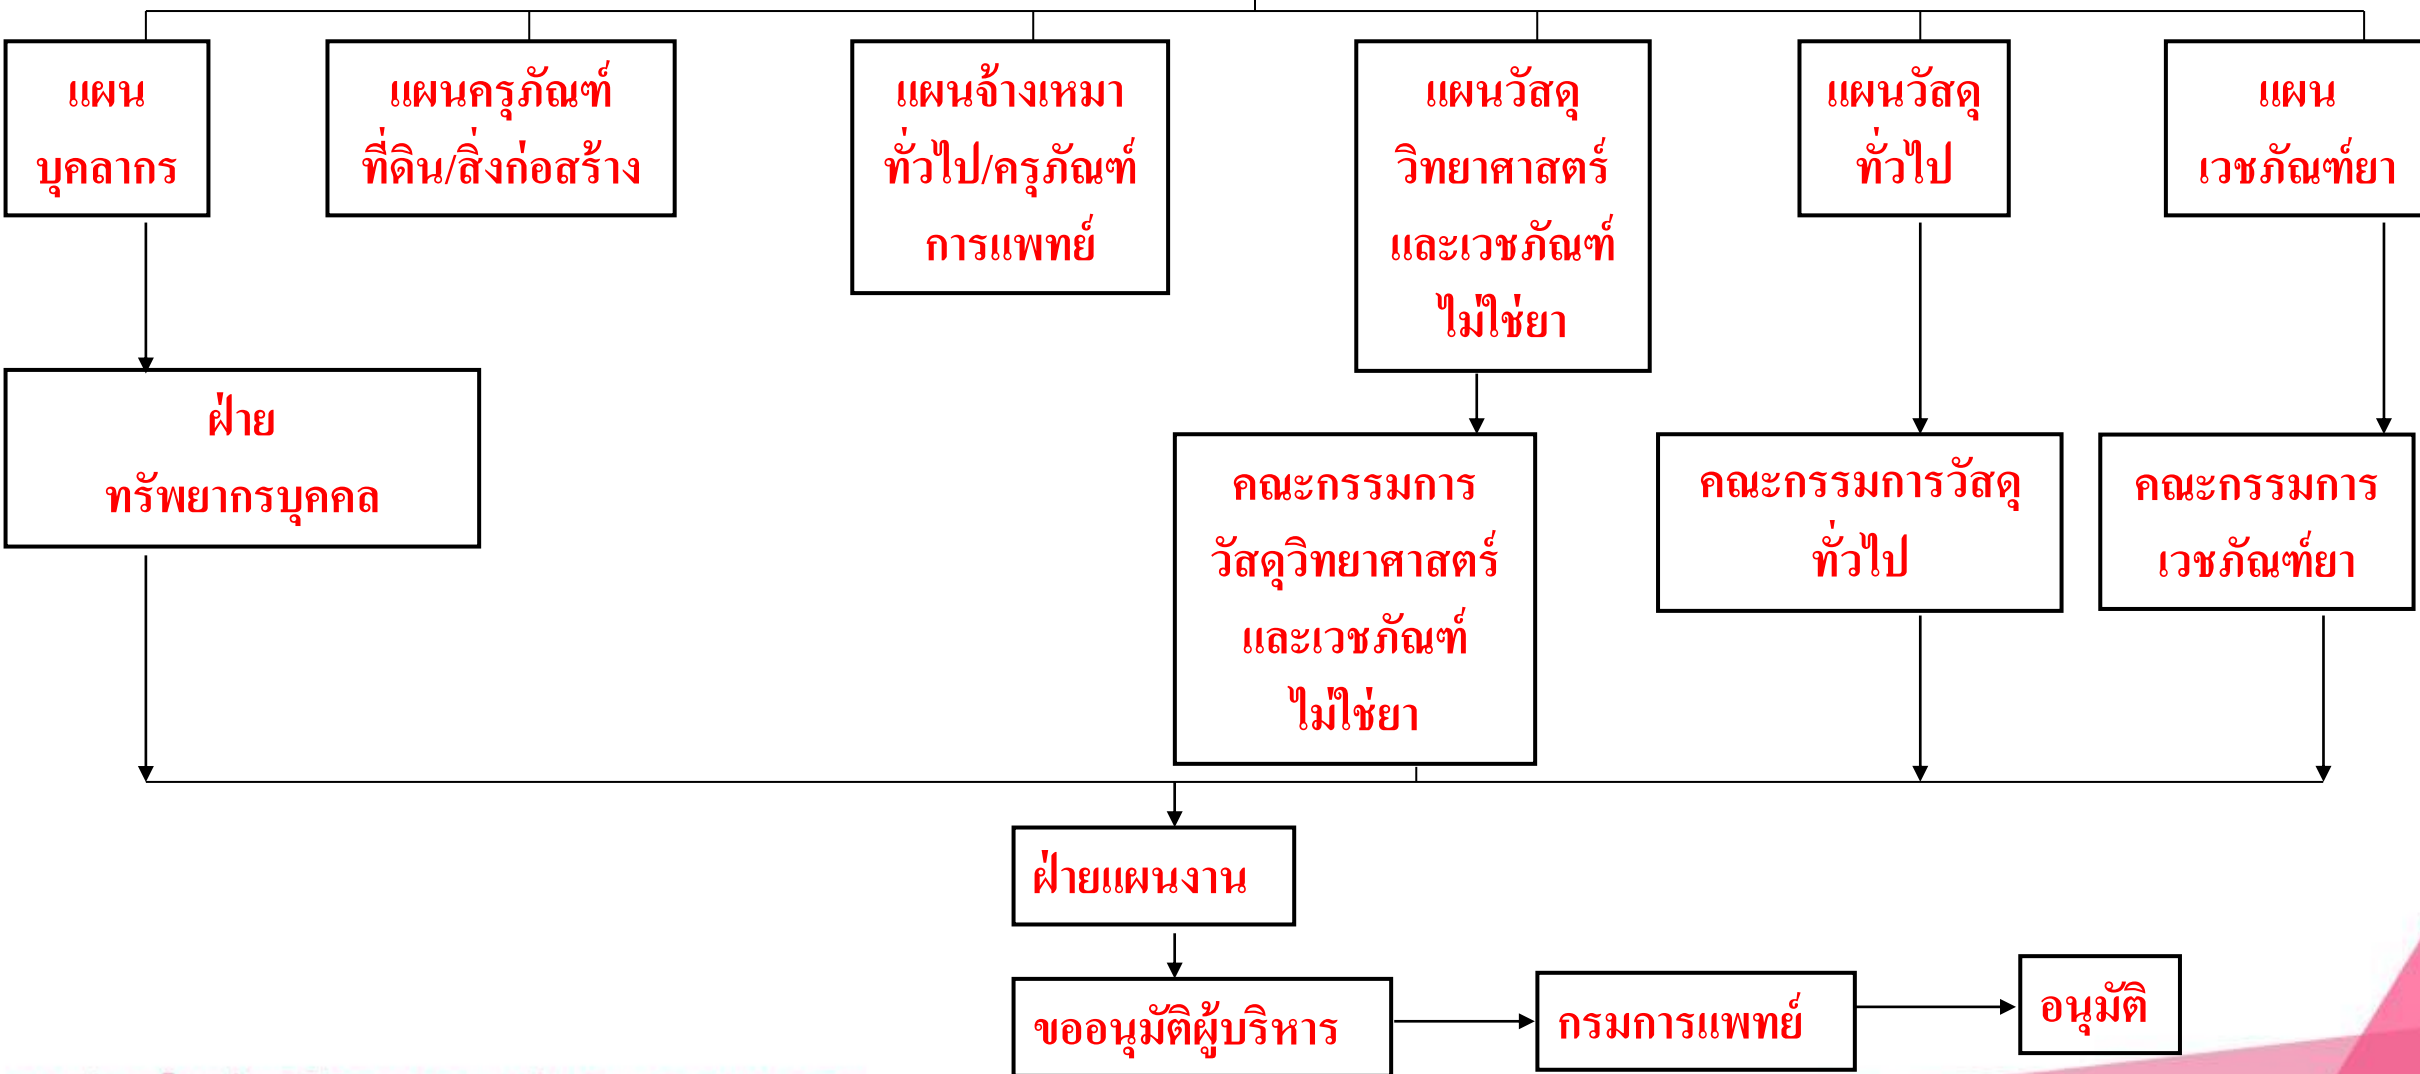 แผน
บุคลากร
แผนครุภัณฑ์
ที่ดิน/สิ่งก่อสร้าง
แผนจ้างเหมา
ทั่วไป/ครุภัณฑ์
การแพทย์
แผนวัสดุ
วิทยาศาสตร์
และเวชภัณฑ์
ไม่ใช่ยา
แผนวัสดุ
ทั่วไป
แผน
เวชภัณฑ์ยา
ฝ่าย
ทรัพยากรบุคคล
คณะกรรมการ
วัสดุวิทยาศาสตร์
และเวชภัณฑ์
ไม่ใช่ยา
คณะกรรมการวัสดุ
ทั่วไป
คณะกรรมการ
เวชภัณฑ์ยา
ฝ่ายแผนงาน
ขออนุมัติผู้บริหาร
กรมการแพทย์
อนุมัติ